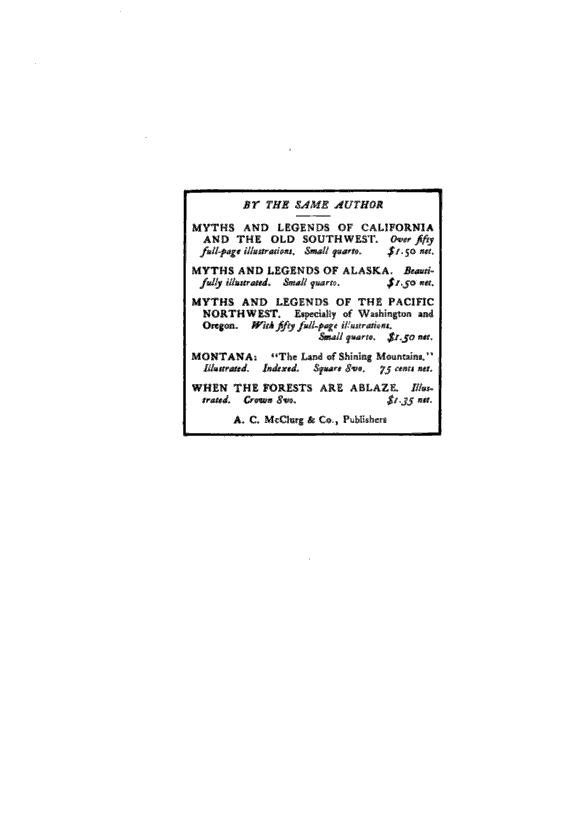 BY THE SAME AUTHOR
MYTHS AND LEGENDS OF CALIFORNIA
AND THE OLD SOUTHWEST. Over fifty
full-page illustrations. Small quarto. $1.50 net.
MYTHS AND LEGENDS OF ALASKA. Beauti-
fully illustrated. Small quarto. $1.50 net.
MYTHS AND LEGENDS OF THE PACIFIC
NORTHWEST. Especially of Washington and
Oregon. With fifty full-page illustrations.
Small quarto. $1.50 net.
MONTANA: "The Land of Shining Mountains."
Illustrated. Indexed. Square 8vo. 75 cents net.
WHEN THE FORESTS ARE ABLAZE. Illus-
trated. Crown 8vo. $1.35 net.
A. C. McClurg & Co., Publishers